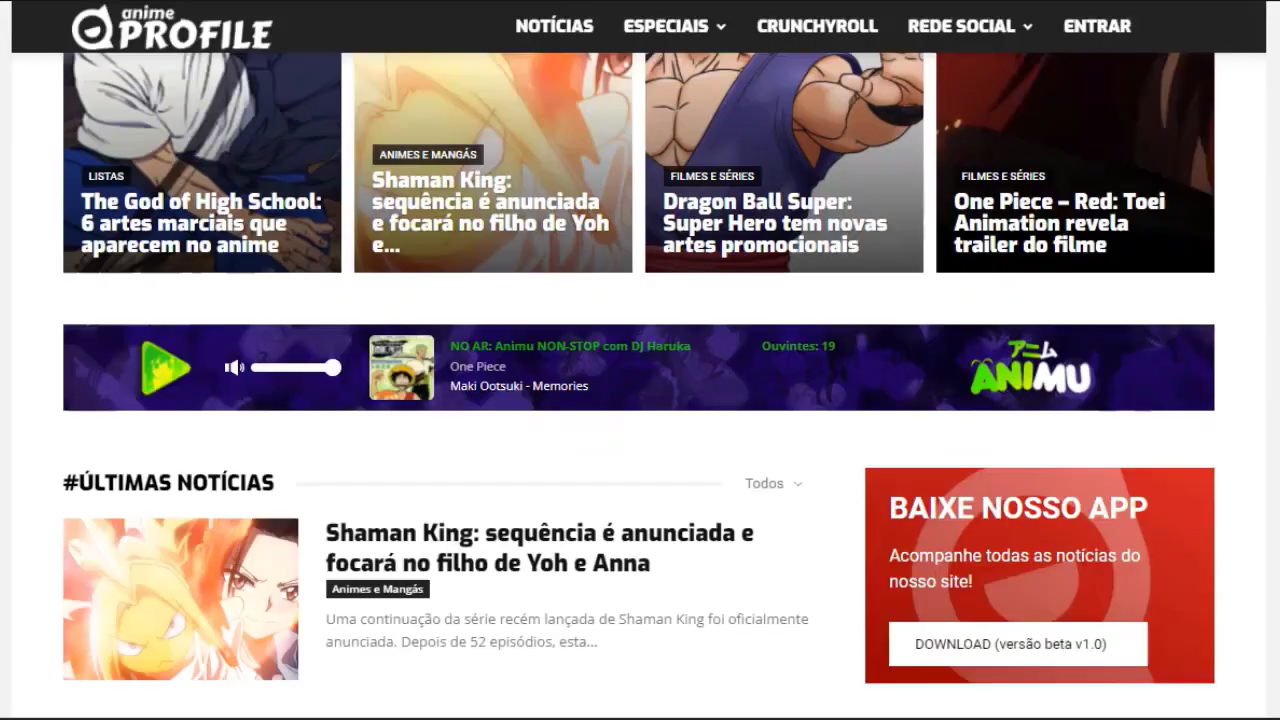 anime
PROFILE
NOTÍCIAS
ESPECIAIS
CRUNCHYROLL
REDE SOCIAL
ENTRAR
LISTAS
The God of High School:
6 artes marciais que
aparecem no anime
ANIMES E MANGÁS
Shaman King:
sequência é anunciada
e focará no filho de Yoh
e...
FILMES E SÉRIES
Dragon Ball Super:
Super Hero tem novas
artes promocionais
FILMES E SÉRIES
One Piece – Red: Toei
Animation revela
trailer do filme
NO AR: Animu NON-STOP com DJ Haruka
Ouvintes: 19
One Piece
Maki Ootsuki - Memories
アニム
ANIMU
#ÚLTIMAS NOTÍCIAS
Todos
Shaman King: sequência é anunciada e
focará no filho de Yoh e Anna
Animes e Mangás
Uma continuação da série recém lançada de Shaman King foi oficialmente
anunciada. Depois de 52 episódios, esta...
BAIXE NOSSO APP
Acompanhe todas as notícias do
nosso site!
DOWNLOAD (versão beta v1.0)